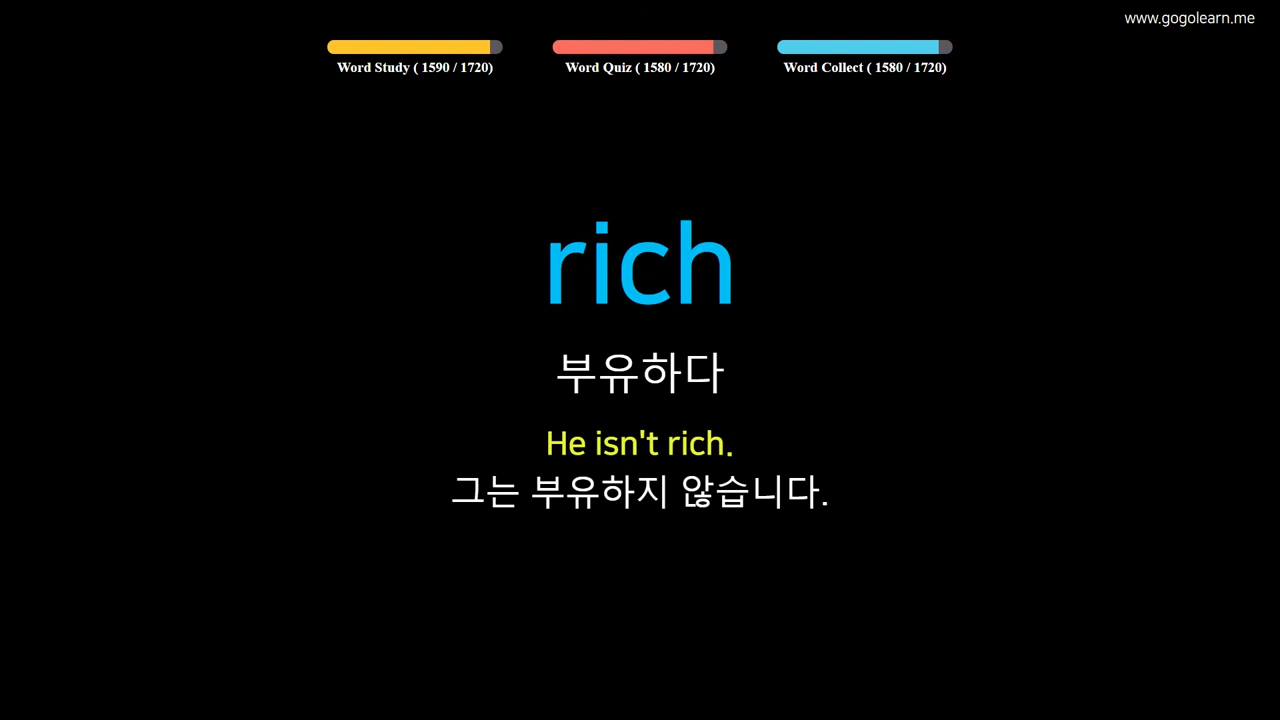 www.gogolearn.me
Word Study ( 1590 / 1720)
Word Quiz ( 1580 / 1720)
Word Collect ( 1580 / 1720)
rich
부유하다
He isn't rich.
그는 부유하지 않습니다.